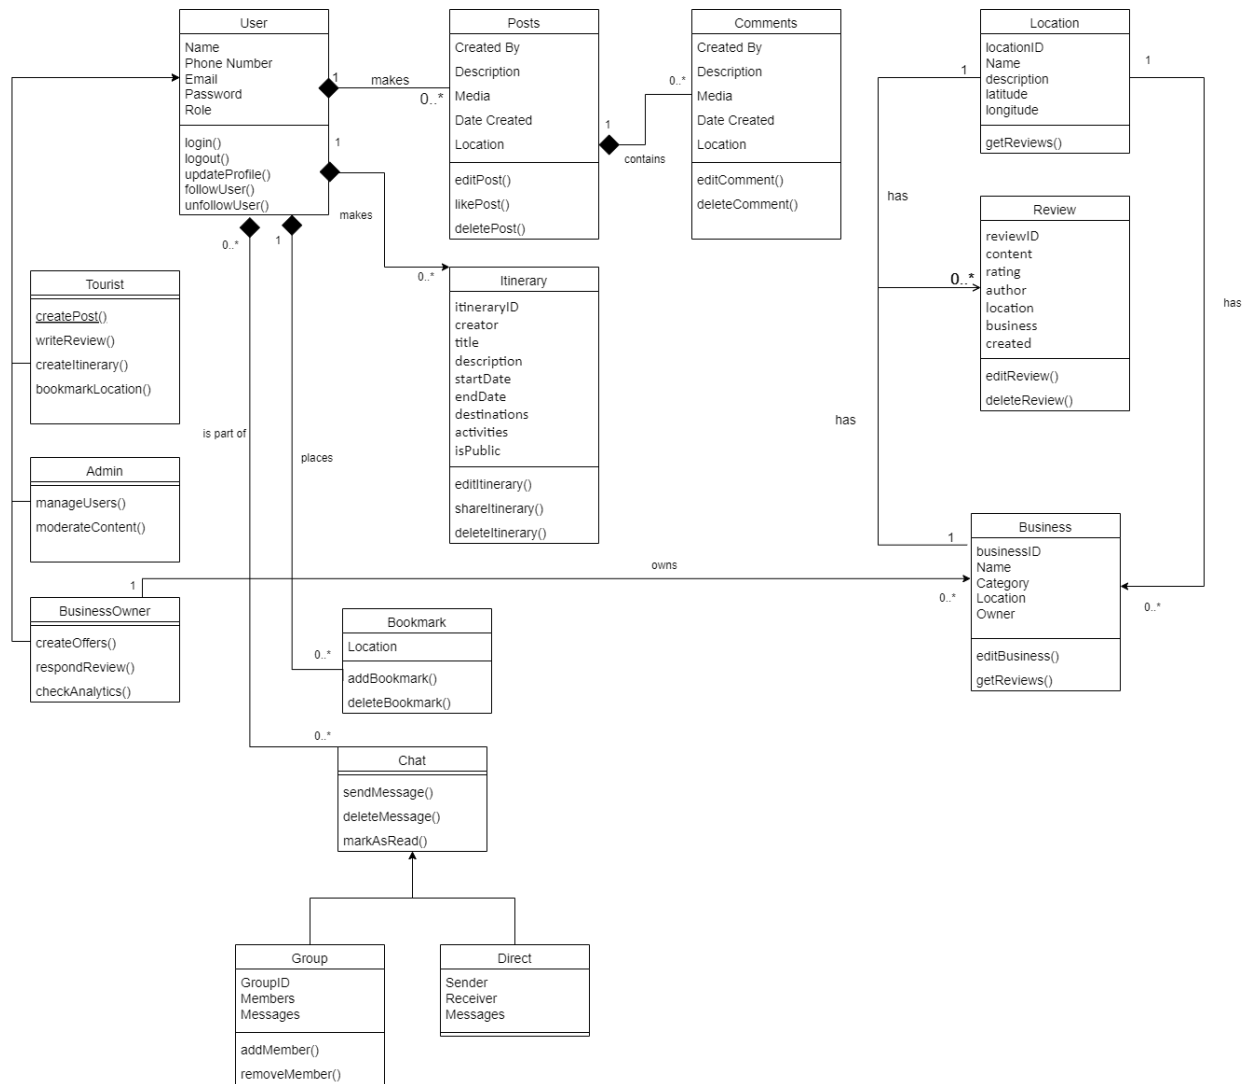 User
Name
Phone Number
Email
Password
Role
login()
logout()
updateProfile()
followUser()
unfollowUser()
1
makes
0..*
1
makes
0..*
Posts
Created By
Description
Media
Date Created
Location
editPost()
likePost()
deletePost()
1
contains
0..*
Comments
Created By
Description
Media
Date Created
Location
editComment()
deleteComment()
Location
locationID
Name
description
latitude
longitude
getReviews()
1
1
has
0..*
Review
reviewID
content
rating
author
location
business
created
editReview()
deleteReview()
has
has
Tourist
createPost()
writeReview()
createItinerary()
bookmarkLocation()
0..*
1
is part of
places
Itinerary
itineraryID
creator
title
description
startDate
endDate
destinations
activities
isPublic
editItinerary()
shareItinerary()
deleteItinerary()
Admin
manageUsers()
moderateContent()
1
Business
businessID
Name
Category
Location
Owner
editBusiness()
getReviews()
1
owns
0..*
0..*
BusinessOwner
createOffers()
respondReview()
checkAnalytics()
0..*
Bookmark
Location
addBookmark()
deleteBookmark()
0..*
Chat
sendMessage()
deleteMessage()
markAsRead()
Group
GroupID
Members
Messages
addMember()
removeMember()
Direct
Sender
Receiver
Messages